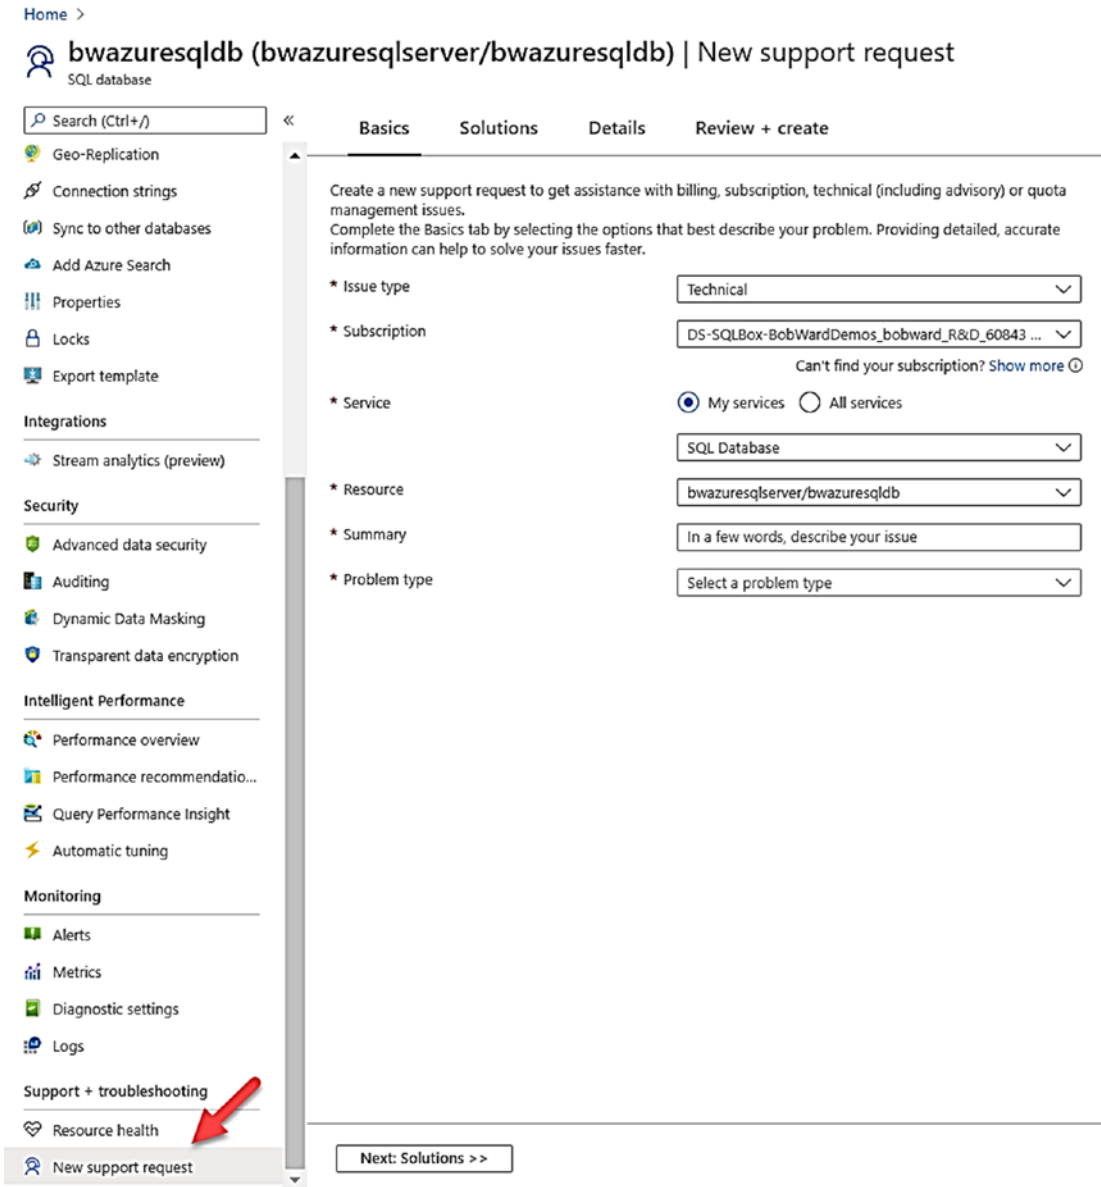 Home >
bwazuresqldb (bwazuresqlserver/bwazuresqldb) | New support request
SQL database
Search (Ctrl+/)
«
Geo-Replication
Connection strings
Sync to other databases
Add Azure Search
Properties
Locks
Export template
Integrations
Stream analytics (preview)
Security
Advanced data security
Auditing
Dynamic Data Masking
Transparent data encryption
Intelligent Performance
Performance overview
Performance recommendatio...
Query Performance Insight
Automatic tuning
Monitoring
Alerts
Metrics
Diagnostic settings
Logs
Support + troubleshooting
Resource health
New support request
Basics Solutions Details Review + create
Create a new support request to get assistance with billing, subscription, technical (including advisory) or quota
management issues.
Complete the Basics tab by selecting the options that best describe your problem. Providing detailed, accurate
information can help to solve your issues faster.
* Issue type Technical
* Subscription DS-SQLBox-BobWardDemos_bobward_R&D_60843 ...
Can't find your subscription? Show more
* Service My services All services
SQL Database
* Resource bwazuresqlserver/bwazuresqldb
* Summary In a few words, describe your issue
* Problem type Select a problem type
Next: Solutions >>